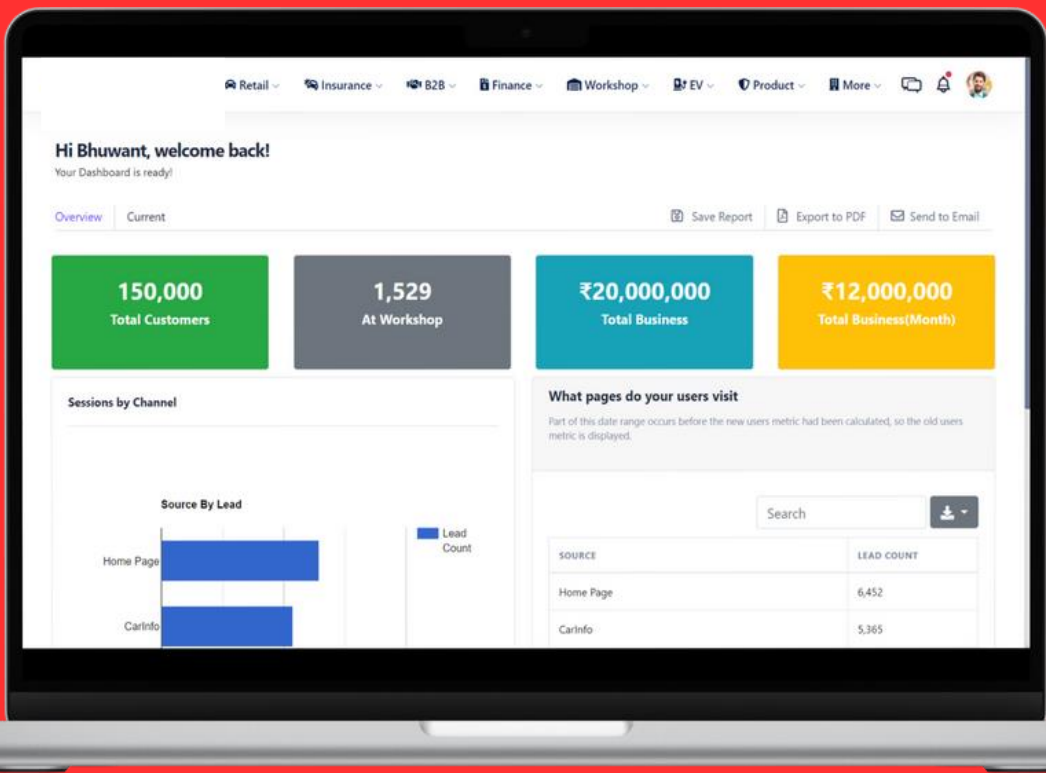 Retail
Insurance
B2B
Finance
Workshop
EV
Product
More
Hi Bhuwant, welcome back!
Your Dashboard is ready!
Overview
Current
Save Report
Export to PDF
Send to Email
150,000
Total Customers
1,529
At Workshop
₹20,000,000
Total Business
₹12,000,000
Total Business(Month)
Sessions by Channel
Source By Lead
Lead
Count
Home Page
CarInfo
What pages do your users visit
Part of this date range occurs before the new users metric had been calculated, so the old users
metric is displayed.
Search
SOURCE
LEAD COUNT
Home Page
6,452
CarInfo
5,365